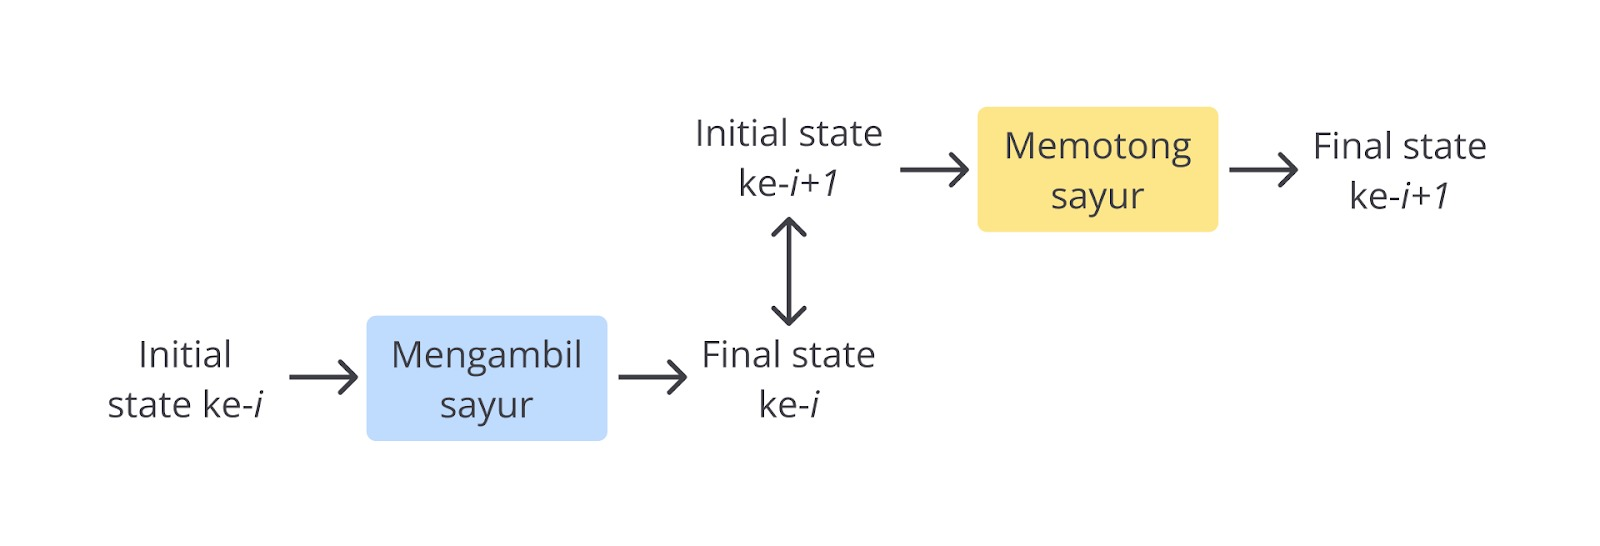 Initial state
ke-i+1
Memotong
sayur
Final state
ke-i+1
Initial
state ke-i
Mengambil
sayur
Final state
ke-i